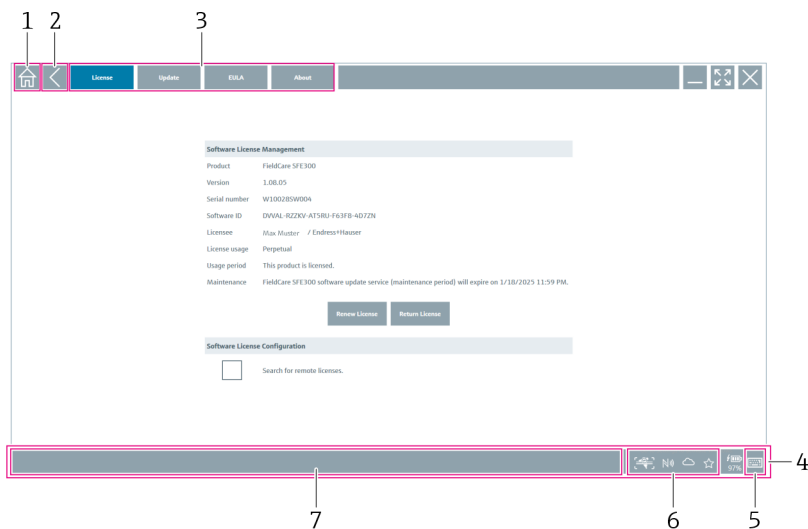 1 2 3
License Update EULA About
Software License Management
Product FieldCare SFE300
Version 1.08.05
Serial number W10028SW004
Software ID DVVAL-RZZKV-AT5RU-F63FB-4D7ZN
Licensee Max Muster / Endress+Hauser
License usage Perpetual
Usage period This product is licensed.
Maintenance FieldCare SFE300 software update service (maintenance period) will expire on 1/18/2025 11:59 PM.
Renew License Return License
Software License Configuration
Search for remote licenses.
97%
4
7 6 5